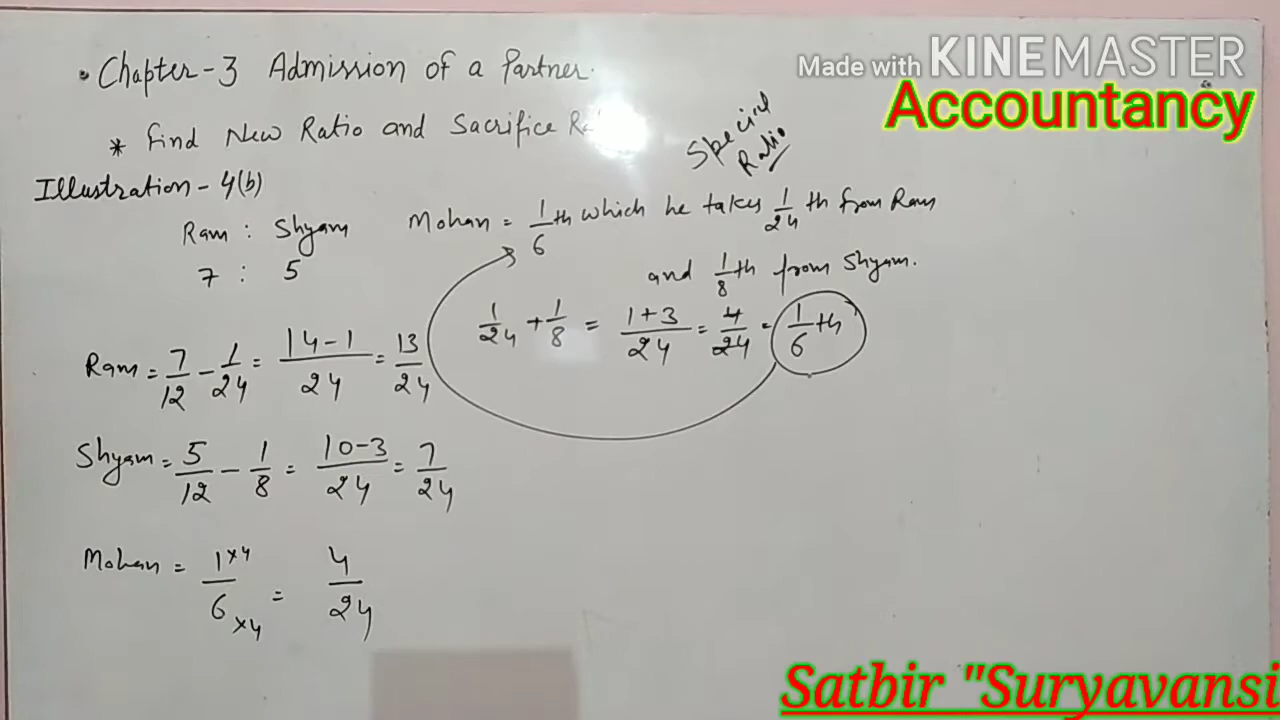 Made with KINEMASTER
Accountancy
• Chapter-3 Admission of a Partner.
* Find New Ratio and Sacrifice Ra
Special Ratio
Illustration - 4(b)
Ram : Shyam
7 : 5
Mohan = 1/6 th which he takes 1/24 th from Ram
and 1/8 th from Shyam.
1/24 + 1/8 = 1+3/24 = 4/24 = 1/6 th
Ram = 7/12 - 1/24 = 14-1/24 = 13/24
Shyam = 5/12 - 1/8 = 10-3/24 = 7/24
Mohan = 1×4/6×4 = 4/24
Satbir "Suryavansi